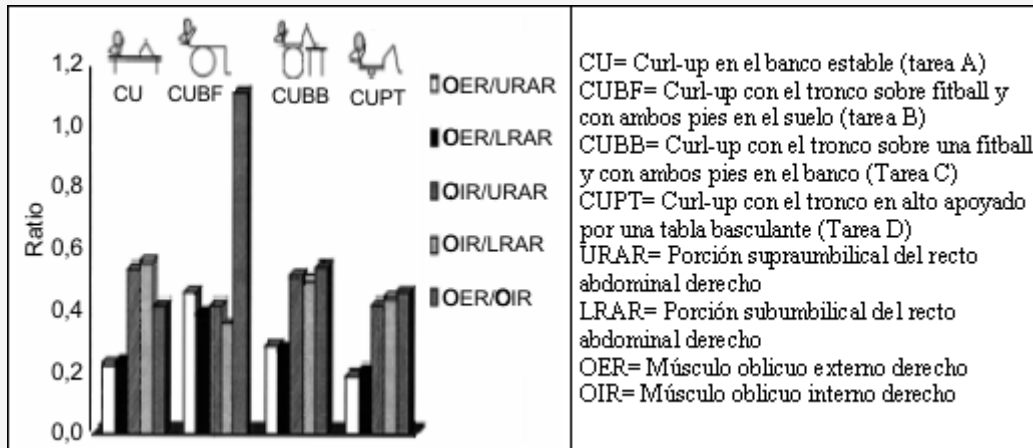 1,2
1,0
0,8
0,6
0,4
0,2
0,0
Ratio
CU
CUBF
CUBB
CUPT
OER/URAR
OER/LRAR
OIR/URAR
OIR/LRAR
OER/OIR
CU= Curl-up en el banco estable (tarea A)
CUBF= Curl-up con el tronco sobre fitball y
con ambos pies en el suelo (tarea B)
CUBB= Curl-up con el tronco sobre una fitball
y con ambos pies en el banco (Tarea C)
CUPT= Curl-up con el tronco en alto apoyado
por una tabla basculante (Tarea D)
URAR= Porción supraumbilical del recto
abdominal derecho
LRAR= Porción subumbilical del recto
abdominal derecho
OER= Músculo oblicuo externo derecho
OIR= Músculo oblicuo interno derecho